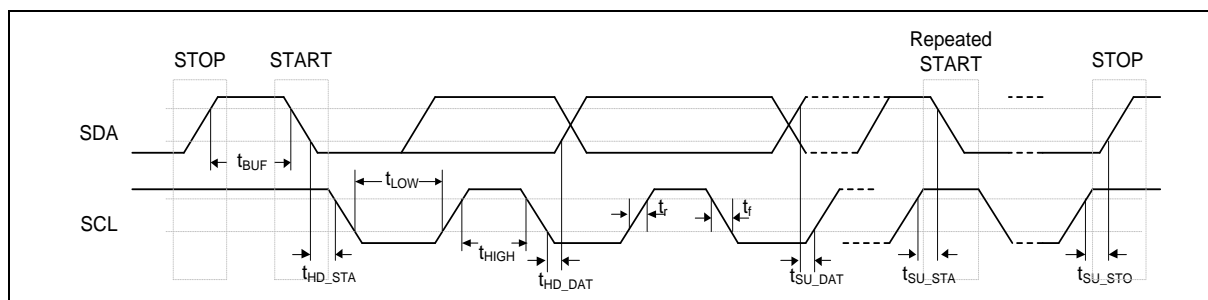 STOP START Repeated START STOP
SDA
tBUF
tLOW
SCL
tr tf
tHIGH
tHD_STA tHD_DAT tSU_DAT tSU_STA tSU_STO